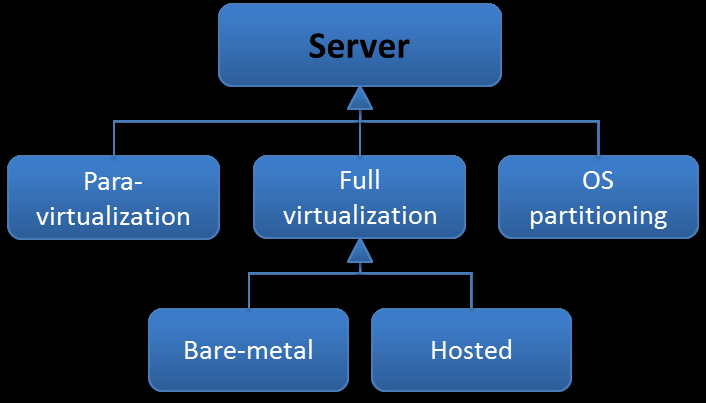 Server
Para-
virtualization
Full
virtualization
OS
partitioning
Bare-metal
Hosted